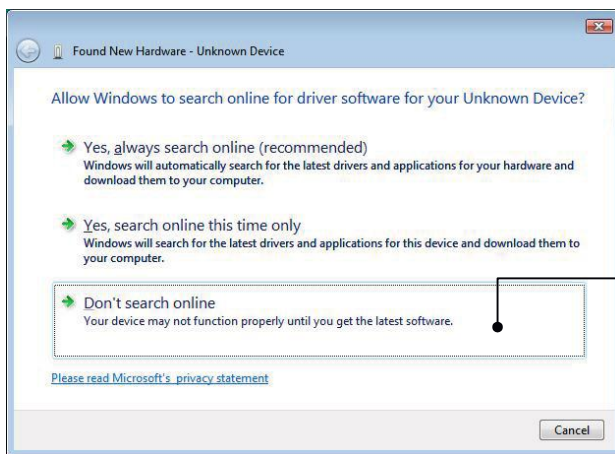 Found New Hardware - Unknown Device
Allow Windows to search online for driver software for your Unknown Device?
Yes, always search online (recommended)
Windows will automatically search for the latest drivers and applications for your hardware and
download them to your computer.
Yes, search online this time only
Windows will search for the latest drivers and applications for this device and download them to
your computer.
Don't search online
Your device may not function properly until you get the latest software.
Please read Microsoft's privacy statement
Cancel